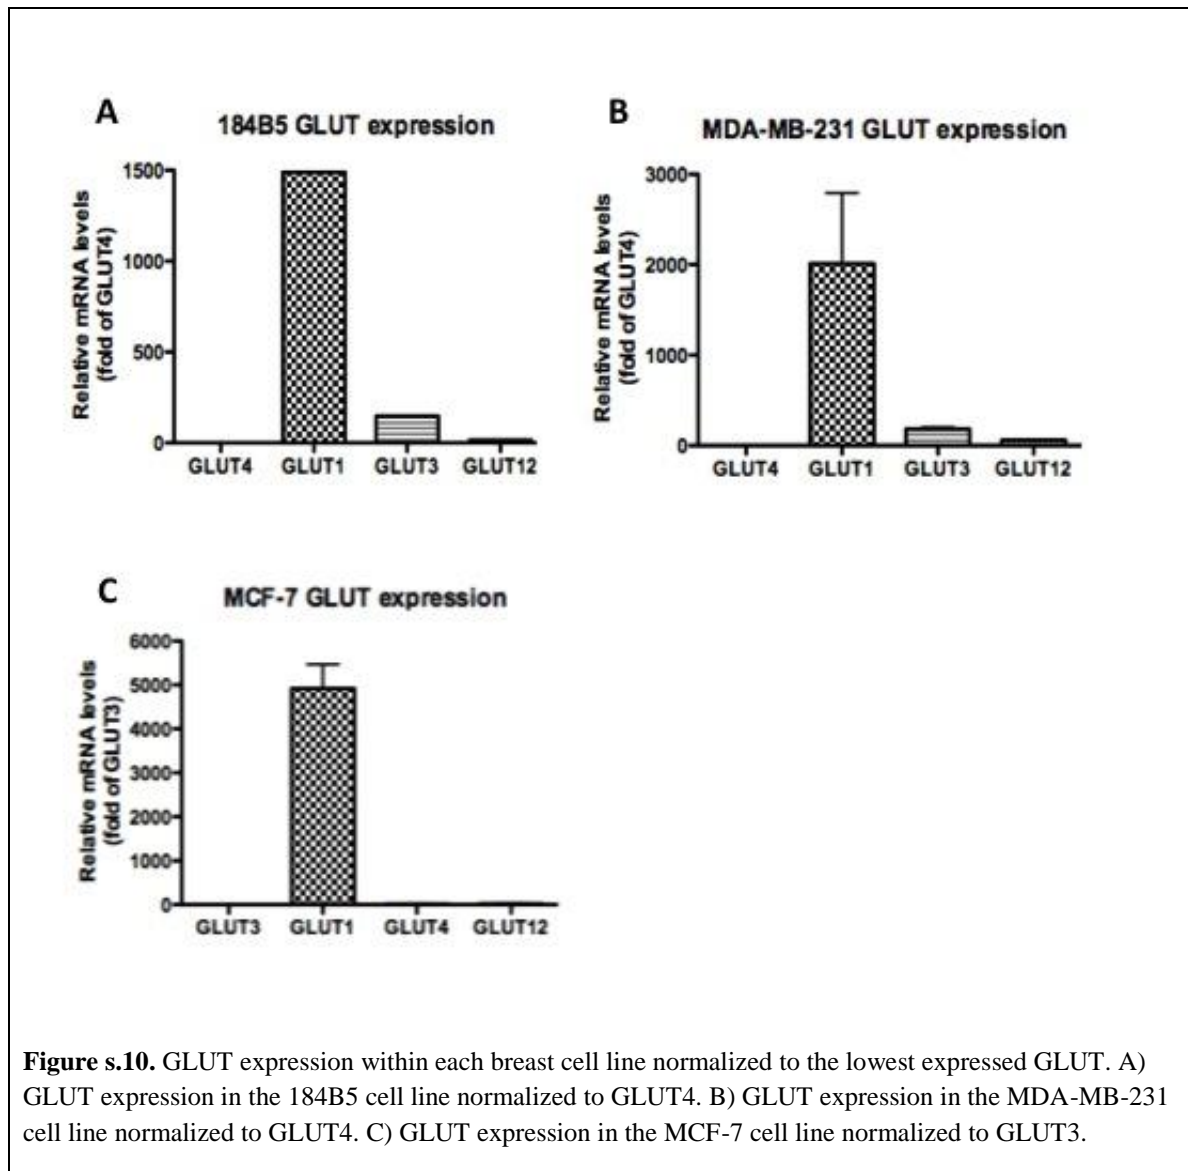 A
184B5 GLUT expression
Relative mRNA levels
(fold of GLUT4)
1500
1000
500
0
GLUT4 GLUT1 GLUT3 GLUT12
B
MDA-MB-231 GLUT expression
Relative mRNA levels
(fold of GLUT4)
3000
2000
1000
0
GLUT4 GLUT1 GLUT3 GLUT12
C
MCF-7 GLUT expression
Relative mRNA levels
(fold of GLUT3)
6000
5000
4000
3000
2000
1000
0
GLUT3 GLUT1 GLUT4 GLUT12
Figure s.10. GLUT expression within each breast cell line normalized to the lowest expressed GLUT. A)
GLUT expression in the 184B5 cell line normalized to GLUT4. B) GLUT expression in the MDA-MB-231
cell line normalized to GLUT4. C) GLUT expression in the MCF-7 cell line normalized to GLUT3.